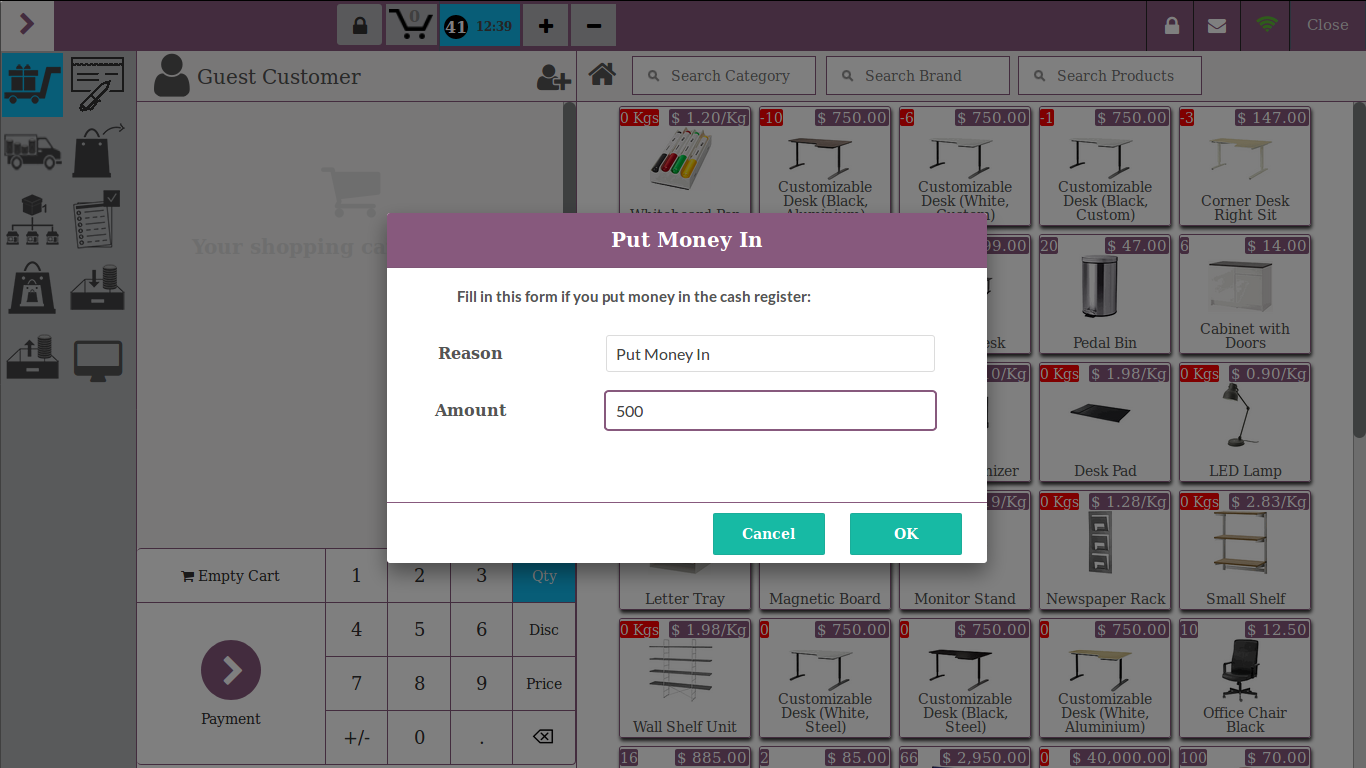 0
41 12:39
Close
Guest Customer
Search Category
Search Brand
Search Products
Your shopping ca
0 Kgs $ 1.20/Kg
-10 $ 750.00
Customizable
Desk (Black,
-6 $ 750.00
Customizable
Desk (White,
-1 $ 750.00
Customizable
Desk (Black,
Custom)
-3 $ 147.00
Corner Desk
Right Sit
99.00
esk
20 $ 47.00
Pedal Bin
6 $ 14.00
Cabinet with
Doors
0/Kg
nizer
0 Kgs $ 1.98/Kg
Desk Pad
0 Kgs $ 0.90/Kg
LED Lamp
Letter Tray
Magnetic Board
9/Kg
Monitor Stand
0 Kgs $ 1.28/Kg
Newspaper Rack
0 Kgs $ 2.83/Kg
Small Shelf
0 Kgs $ 1.98/Kg
Wall Shelf Unit
0 $ 750.00
Customizable
Desk (White,
Steel)
0 $ 750.00
Customizable
Desk (Black,
Steel)
0 $ 750.00
Customizable
Desk (White,
Aluminium)
10 $ 12.50
Office Chair
Black
16 $ 885.00
2 $ 85.00
66 $ 2,950.00
0 $ 40,000.00
100 $ 70.00
Put Money In
Fill in this form if you put money in the cash register:
Reason
Put Money In
Amount
500
Cancel
OK
Empty Cart
1 2 3 Qty
4 5 6 Disc
7 8 9 Price
+/- 0 .
Payment